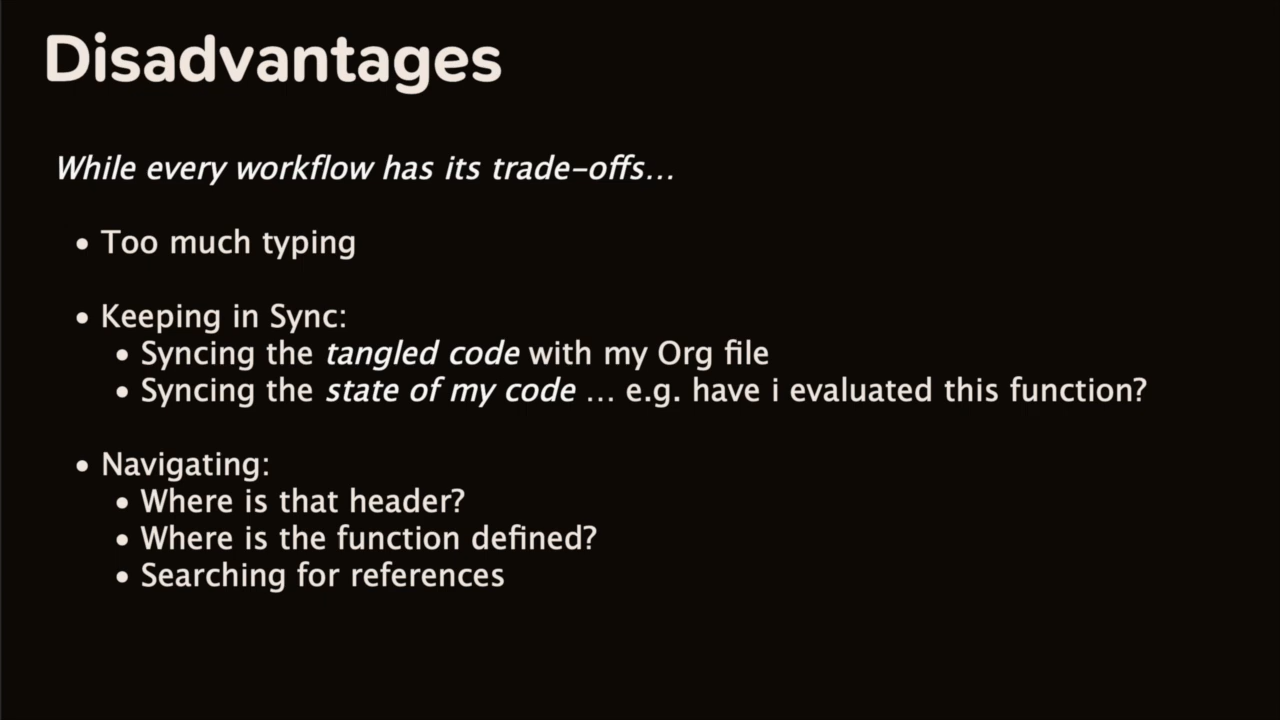 Disadvantages
While every workflow has its trade-offs...
• Too much typing
• Keeping in Sync:
• Syncing the tangled code with my Org file
• Syncing the state of my code ... e.g. have i evaluated this function?
• Navigating:
• Where is that header?
• Where is the function defined?
• Searching for references